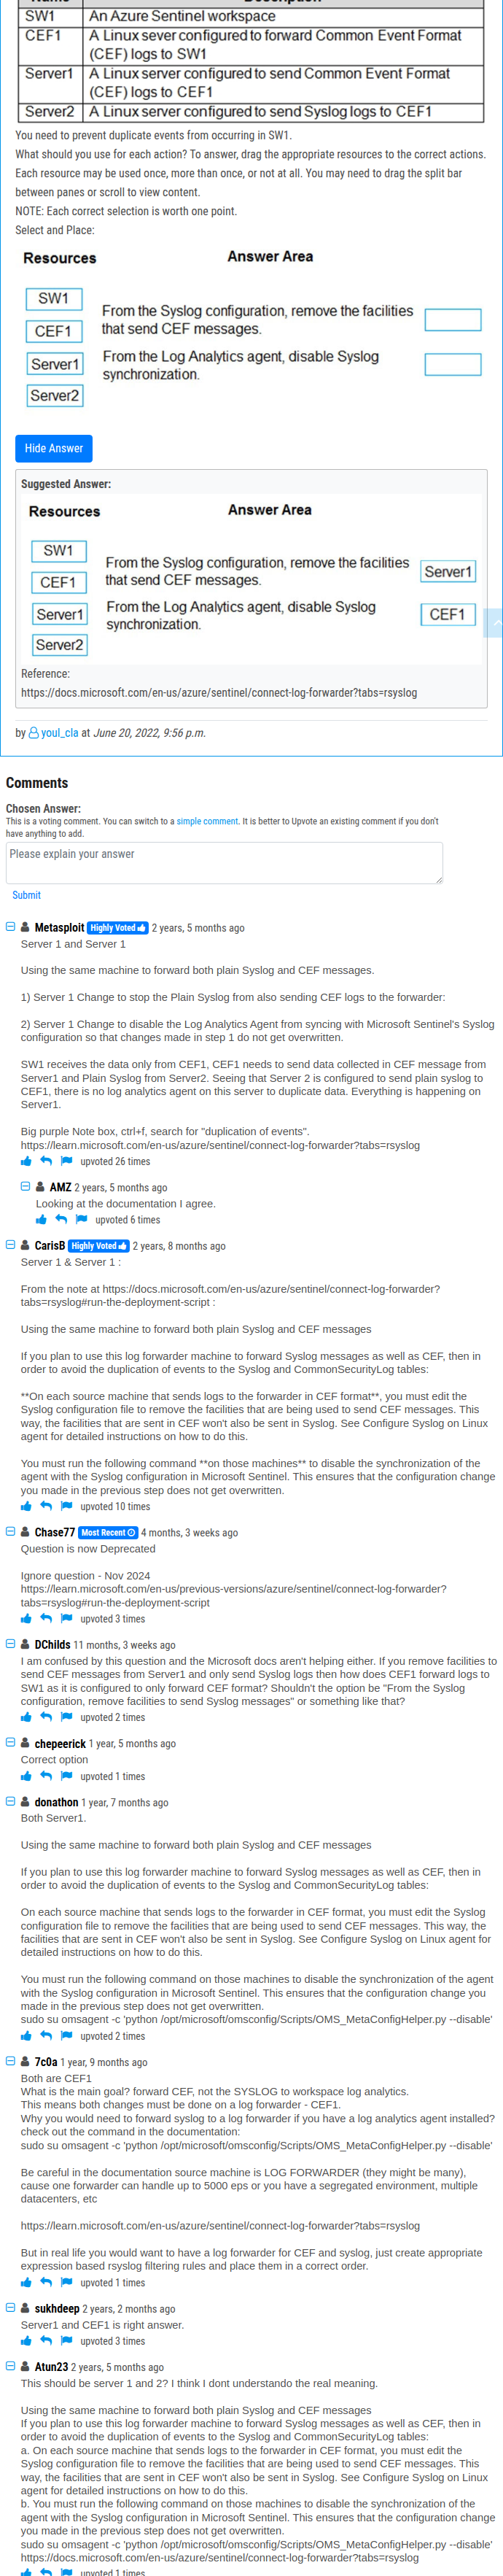 SW1 An Azure Sentinel workspace
CEF1 A Linux sever configured to forward Common Event Format
(CEF) logs to SW1
Server1 A Linux server configured to send Common Event Format
(CEF) logs to CEF1
Server2 A Linux server configured to send Syslog logs to CEF1
You need to prevent duplicate events from occurring in SW1.
What should you use for each action? To answer, drag the appropriate resources to the correct actions.
Each resource may be used once, more than once, or not at all. You may need to drag the split bar
between panes or scroll to view content.
NOTE: Each correct selection is worth one point.
Select and Place:
Resources Answer Area
SW1
CEF1
Server1
Server2
From the Syslog configuration, remove the facilities
that send CEF messages.
From the Log Analytics agent, disable Syslog
synchronization.
Hide Answer
Suggested Answer:
Resources Answer Area
SW1
CEF1
Server1
Server2
From the Syslog configuration, remove the facilities
that send CEF messages.
Server1
From the Log Analytics agent, disable Syslog
synchronization.
CEF1
Reference:
https://docs.microsoft.com/en-us/azure/sentinel/connect-log-forwarder?tabs=rsyslog
by youl_cla at June 20, 2022, 9:56 p.m.
Comments
Chosen Answer:
This is a voting comment. You can switch to a simple comment. It is better to Upvote an existing comment if you don't
have anything to add.
Please explain your answer
Submit
Metasploit Highly Voted 2 years, 5 months ago
Server 1 and Server 1
Using the same machine to forward both plain Syslog and CEF messages.
1) Server 1 Change to stop the Plain Syslog from also sending CEF logs to the forwarder:
2) Server 1 Change to disable the Log Analytics Agent from syncing with Microsoft Sentinel's Syslog
configuration so that changes made in step 1 do not get overwritten.
SW1 receives the data only from CEF1, CEF1 needs to send data collected in CEF message from
Server1 and Plain Syslog from Server2. Seeing that Server 2 is configured to send plain syslog to
CEF1, there is no log analytics agent on this server to duplicate data. Everything is happening on
Server1.
Big purple Note box, ctrl+f, search for "duplication of events".
https://learn.microsoft.com/en-us/azure/sentinel/connect-log-forwarder?tabs=rsyslog
upvoted 26 times
AMZ 2 years, 5 months ago
Looking at the documentation I agree.
upvoted 6 times
CarisB Highly Voted 2 years, 8 months ago
Server 1 & Server 1 :
From the note at https://docs.microsoft.com/en-us/azure/sentinel/connect-log-forwarder?
tabs=rsyslog#run-the-deployment-script :
Using the same machine to forward both plain Syslog and CEF messages
If you plan to use this log forwarder machine to forward Syslog messages as well as CEF, then in
order to avoid the duplication of events to the Syslog and CommonSecurityLog tables:
**On each source machine that sends logs to the forwarder in CEF format**, you must edit the
Syslog configuration file to remove the facilities that are being used to send CEF messages. This
way, the facilities that are sent in CEF won't also be sent in Syslog. See Configure Syslog on Linux
agent for detailed instructions on how to do this.
You must run the following command **on those machines** to disable the synchronization of the
agent with the Syslog configuration in Microsoft Sentinel. This ensures that the configuration change
you made in the previous step does not get overwritten.
upvoted 10 times
Chase77 Most Recent 4 months, 3 weeks ago
Question is now Deprecated
Ignore question - Nov 2024
https://learn.microsoft.com/en-us/previous-versions/azure/sentinel/connect-log-forwarder?
tabs=rsyslog#run-the-deployment-script
upvoted 3 times
DChilds 11 months, 3 weeks ago
I am confused by this question and the Microsoft docs aren't helping either. If you remove facilities to
send CEF messages from Server1 and only send Syslog logs then how does CEF1 forward logs to
SW1 as it is configured to only forward CEF format? Shouldn't the option be "From the Syslog
configuration, remove facilities to send Syslog messages" or something like that?
upvoted 2 times
chepeerick 1 year, 5 months ago
Correct option
upvoted 1 times
donathon 1 year, 7 months ago
Both Server1.
Using the same machine to forward both plain Syslog and CEF messages
If you plan to use this log forwarder machine to forward Syslog messages as well as CEF, then in
order to avoid the duplication of events to the Syslog and CommonSecurityLog tables:
On each source machine that sends logs to the forwarder in CEF format, you must edit the Syslog
configuration file to remove the facilities that are being used to send CEF messages. This way, the
facilities that are sent in CEF won't also be sent in Syslog. See Configure Syslog on Linux agent for
detailed instructions on how to do this.
You must run the following command on those machines to disable the synchronization of the agent
with the Syslog configuration in Microsoft Sentinel. This ensures that the configuration change you
made in the previous step does not get overwritten.
sudo su omsagent -c 'python /opt/microsoft/omsconfig/Scripts/OMS_MetaConfigHelper.py --disable'
upvoted 2 times
7c0a 1 year, 9 months ago
Both are CEF1
What is the main goal? forward CEF, not the SYSLOG to workspace log analytics.
This means both changes must be done on a log forwarder - CEF1.
Why you would need to forward syslog to a log forwarder if you have a log analytics agent installed?
check out the command in the documentation:
sudo su omsagent -c 'python /opt/microsoft/omsconfig/Scripts/OMS_MetaConfigHelper.py --disable'
Be careful in the documentation source machine is LOG FORWARDER (they might be many),
cause one forwarder can handle up to 5000 eps or you have a segregated environment, multiple
datacenters, etc
https://learn.microsoft.com/en-us/azure/sentinel/connect-log-forwarder?tabs=rsyslog
But in real life you would want to have a log forwarder for CEF and syslog, just create appropriate
expression based rsyslog filtering rules and place them in a correct order.
upvoted 1 times
sukhdeep 2 years, 2 months ago
Server1 and CEF1 is right answer.
upvoted 3 times
Atun23 2 years, 5 months ago
This should be server 1 and 2? I think I dont understando the real meaning.
Using the same machine to forward both plain Syslog and CEF messages
If you plan to use this log forwarder machine to forward Syslog messages as well as CEF, then in
order to avoid the duplication of events to the Syslog and CommonSecurityLog tables:
a. On each source machine that sends logs to the forwarder in CEF format, you must edit the
Syslog configuration file to remove the facilities that are being used to send CEF messages. This
way, the facilities that are sent in CEF won't also be sent in Syslog. See Configure Syslog on Linux
agent for detailed instructions on how to do this.
b. You must run the following command on those machines to disable the synchronization of the
agent with the Syslog configuration in Microsoft Sentinel. This ensures that the configuration change
you made in the previous step does not get overwritten.
sudo su omsagent -c 'python /opt/microsoft/omsconfig/Scripts/OMS_MetaConfigHelper.py --disable'
https://docs.microsoft.com/en-us/azure/sentinel/connect-log-forwarder?tabs=rsyslog
upvoted 1 times